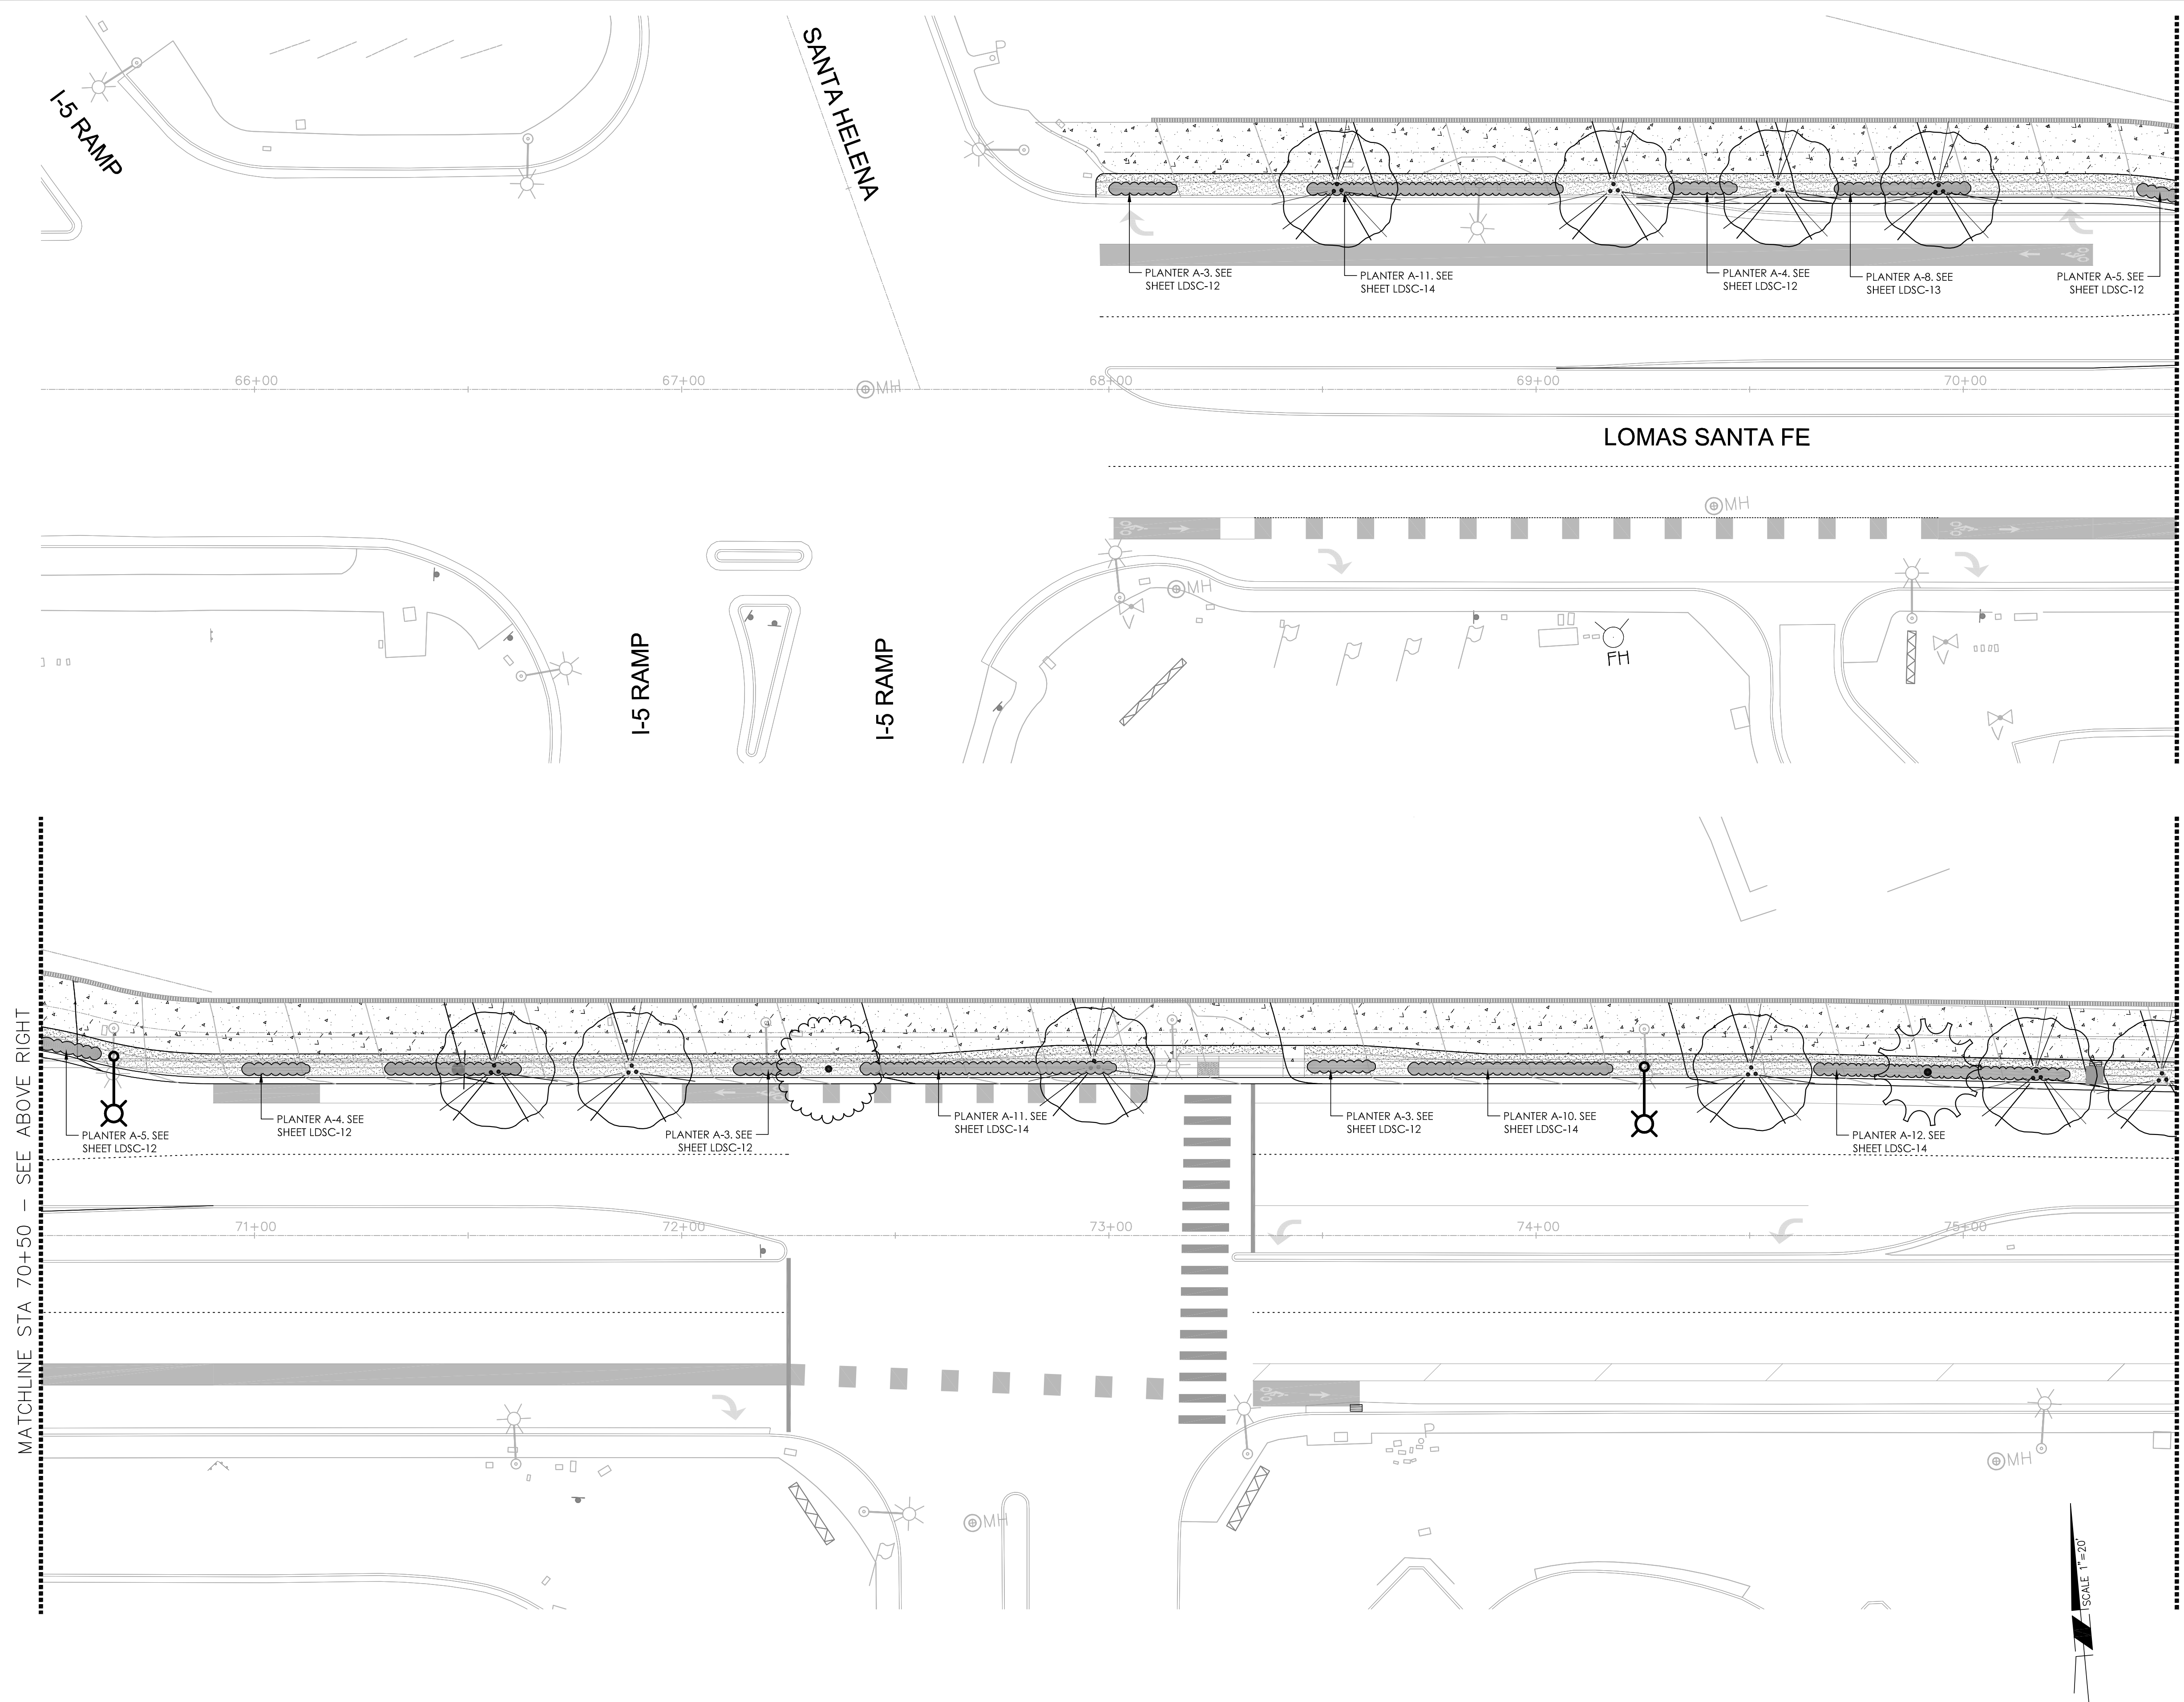 I-5 RAMP
SANTA HELENA
PLANTER A-3. SEE
SHEET LDSC-12
PLANTER A-11. SEE
SHEET LDSC-14
PLANTER A-4. SEE
SHEET LDSC-12
PLANTER A-8. SEE
SHEET LDSC-13
PLANTER A-5. SEE
SHEET LDSC-12
66+00
67+00
MH
68+00
69+00
70+00
LOMAS SANTA FE
MH
MH
FH
I-5 RAMP
I-5 RAMP
MATCHLINE STA 70+50 - SEE ABOVE RIGHT
PLANTER A-5. SEE
SHEET LDSC-12
PLANTER A-4. SEE
SHEET LDSC-12
PLANTER A-3. SEE
SHEET LDSC-12
PLANTER A-11. SEE
SHEET LDSC-14
PLANTER A-3. SEE
SHEET LDSC-12
PLANTER A-10. SEE
SHEET LDSC-14
PLANTER A-12. SEE
SHEET LDSC-14
71+00
72+00
73+00
74+00
75+00
MH
MH
SCALE 1"=20'